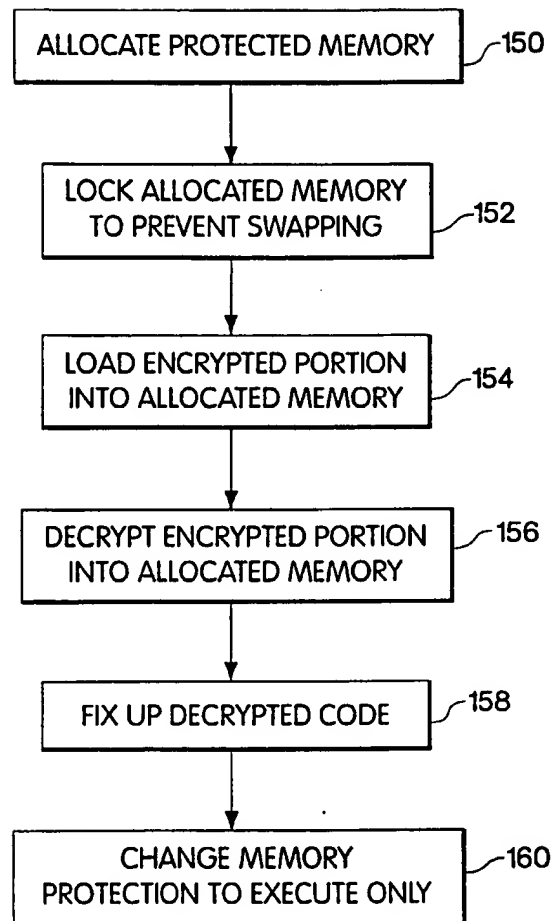 ALLOCATE PROTECTED MEMORY
150
LOCK ALLOCATED MEMORY
TO PREVENT SWAPPING
152
LOAD ENCRYPTED PORTION
INTO ALLOCATED MEMORY
154
DECRYPT ENCRYPTED PORTION
INTO ALLOCATED MEMORY
156
FIX UP DECRYPTED CODE
158
CHANGE MEMORY
PROTECTION TO EXECUTE ONLY
160